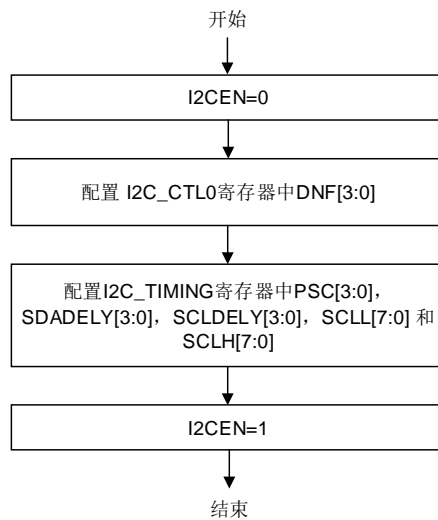 开始
I2CEN=0
配置 I2C_CTL0寄存器中DNF[3:0]
配置I2C_TIMING寄存器中PSC[3:0]，
SDADELY[3:0]，SCLDELY[3:0]，SCLL[7:0] 和
SCLH[7:0]
I2CEN=1
结束